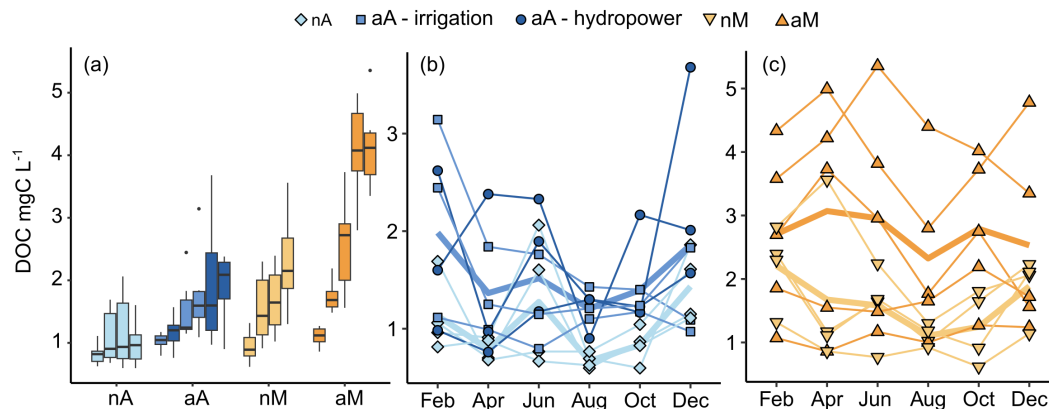 nA aA - irrigation aA - hydropower nM aM
(a) (b) (c)
DOC mgC L⁻¹
5
4
3
2
1
nA aA nM aM
3
2
1
Feb Apr Jun Aug Oct Dec
5
4
3
2
1
Feb Apr Jun Aug Oct Dec